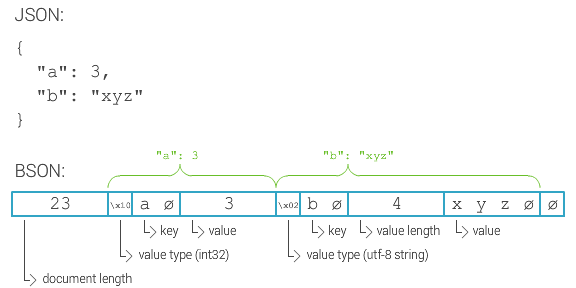 JSON:
{
"a": 3,
"b": "xyz"
}
"a": 3 "b": "xyz"
BSON:
23 \x10 a ∅ 3 \x02 b ∅ 4 x y z ∅ ∅
key value key value length value
value type (int32) value type (utf-8 string)
document length